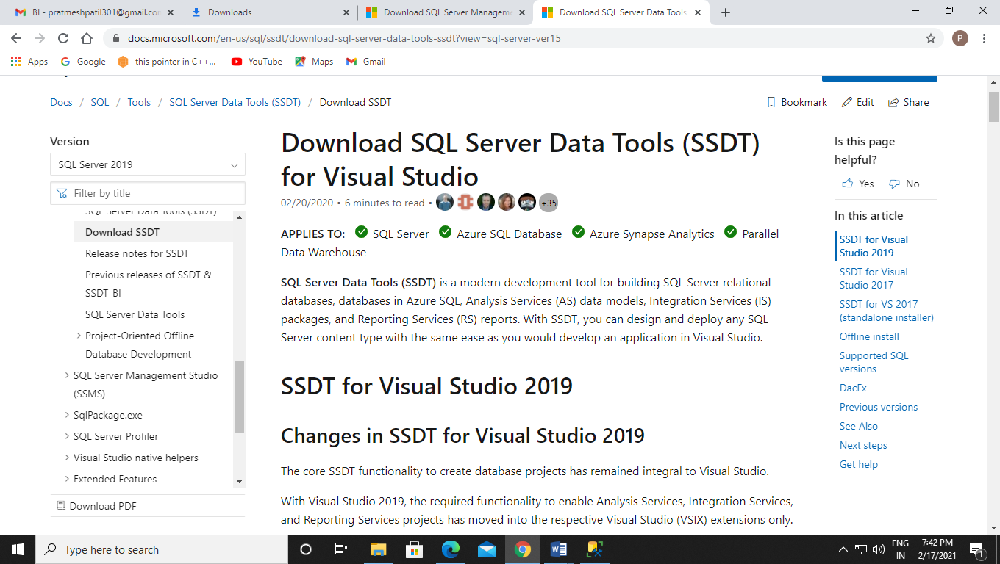 BI - pratmeshpatil301@gmail.co
Downloads
Download SQL Server Managem
Download SQL Server Data Tools
docs.microsoft.com/en-us/sql/ssdt/download-sql-server-data-tools-ssdt?view=sql-server-ver15
P
Apps
Google
this pointer in C++...
YouTube
Maps
Gmail
Docs / SQL / Tools / SQL Server Data Tools (SSDT) / Download SSDT
Bookmark
Edit
Share
Version
SQL Server 2019
Filter by title
SQL Server Data Tools (SSDT)
Download SSDT
Release notes for SSDT
Previous releases of SSDT &
SSDT-BI
SQL Server Data Tools
Project-Oriented Offline
Database Development
SQL Server Management Studio
(SSMS)
SqlPackage.exe
SQL Server Profiler
Visual Studio native helpers
Extended Features
Download PDF
Download SQL Server Data Tools (SSDT)
for Visual Studio
02/20/2020 • 6 minutes to read •
+35
APPLIES TO: SQL Server Azure SQL Database Azure Synapse Analytics Parallel
Data Warehouse
SQL Server Data Tools (SSDT) is a modern development tool for building SQL Server relational
databases, databases in Azure SQL, Analysis Services (AS) data models, Integration Services (IS)
packages, and Reporting Services (RS) reports. With SSDT, you can design and deploy any SQL
Server content type with the same ease as you would develop an application in Visual Studio.
SSDT for Visual Studio 2019
Changes in SSDT for Visual Studio 2019
The core SSDT functionality to create database projects has remained integral to Visual Studio.
With Visual Studio 2019, the required functionality to enable Analysis Services, Integration Services,
and Reporting Services projects has moved into the respective Visual Studio (VSIX) extensions only.
Is this page
helpful?
Yes
No
In this article
SSDT for Visual
Studio 2019
SSDT for Visual
Studio 2017
SSDT for VS 2017
(standalone installer)
Offline install
Supported SQL
versions
DacFx
Previous versions
See Also
Next steps
Get help
Type here to search
ENG
IN
7:42 PM
2/17/2021
1